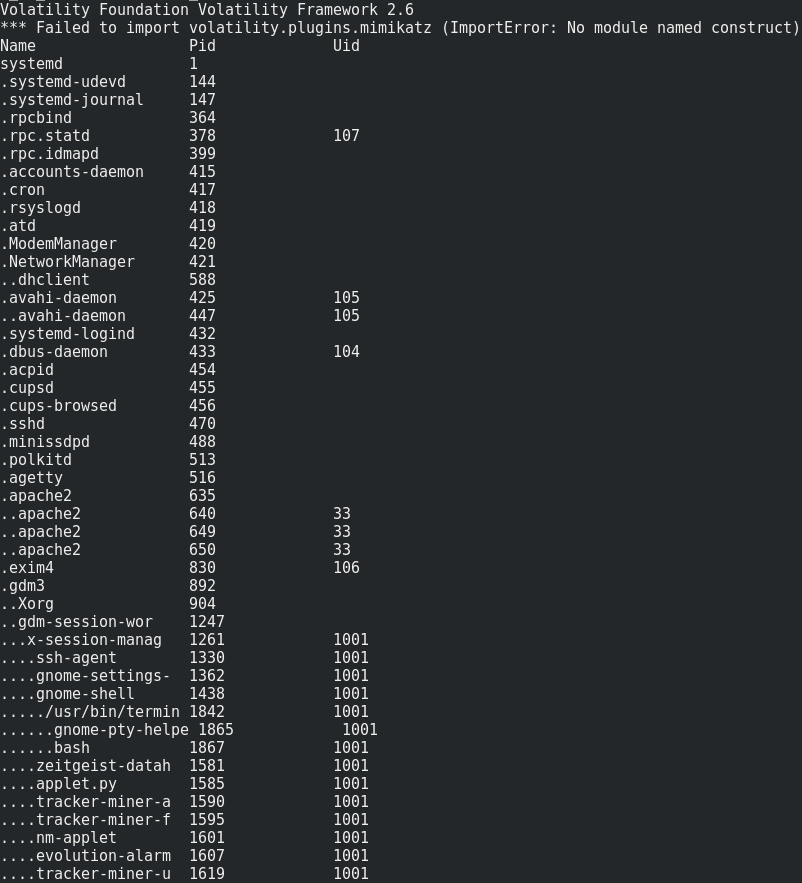 Volatility Foundation Volatility Framework 2.6
*** Failed to import volatility.plugins.mimikatz (ImportError: No module named construct)
Name                 Pid             Uid
systemd              1
.systemd-udevd       144
.systemd-journal     147
.rpcbind             364
.rpc.statd           378             107
.rpc.idmapd          399
.accounts-daemon     415
.cron                417
.rsyslogd            418
.atd                 419
.ModemManager        420
.NetworkManager      421
..dhclient           588
.avahi-daemon        425             105
..avahi-daemon       447             105
.systemd-logind      432
.dbus-daemon         433             104
.acpid               454
.cupsd               455
.cups-browsed        456
.sshd                470
.minissdpd           488
.polkitd             513
.agetty              516
.apache2             635
..apache2            640             33
..apache2            649             33
..apache2            650             33
.exim4               830             106
.gdm3                892
..Xorg               904
..gdm-session-wor    1247
...x-session-manag   1261            1001
....ssh-agent        1330            1001
....gnome-settings-  1362            1001
....gnome-shell      1438            1001
...../usr/bin/termin 1842            1001
......gnome-pty-helpe 1865            1001
......bash           1867            1001
....zeitgeist-datah  1581            1001
....applet.py        1585            1001
....tracker-miner-a  1590            1001
....tracker-miner-f  1595            1001
....nm-applet        1601            1001
....evolution-alarm  1607            1001
....tracker-miner-u  1619            1001